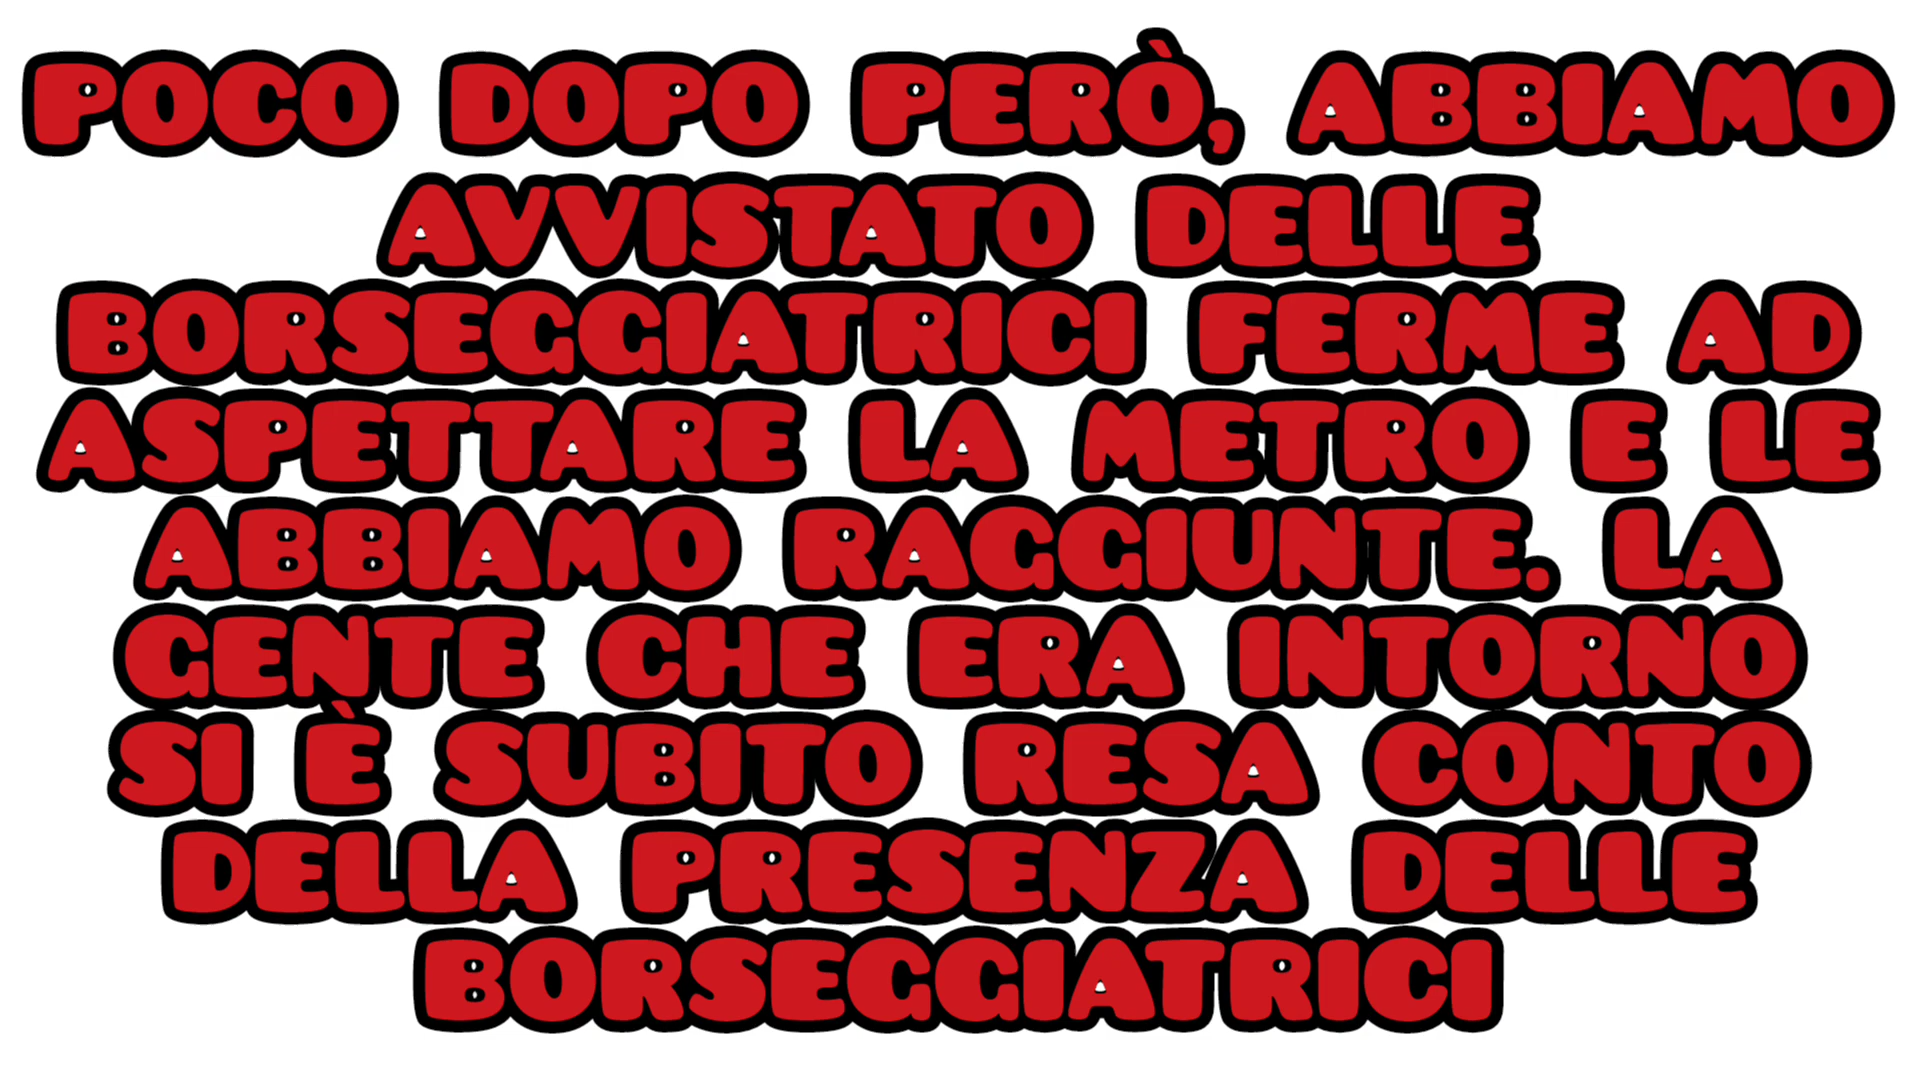 POCO DOPO PERÒ, ABBIAMO
AVVISTATO DELLE
BORSEGGIATRICI FERME AD
ASPETTARE LA METRO E LE
ABBIAMO RAGGIUNTE. LA
GENTE CHE ERA INTORNO
SI È SUBITO RESA CONTO
DELLA PRESENZA DELLE
BORSEGGIATRICI